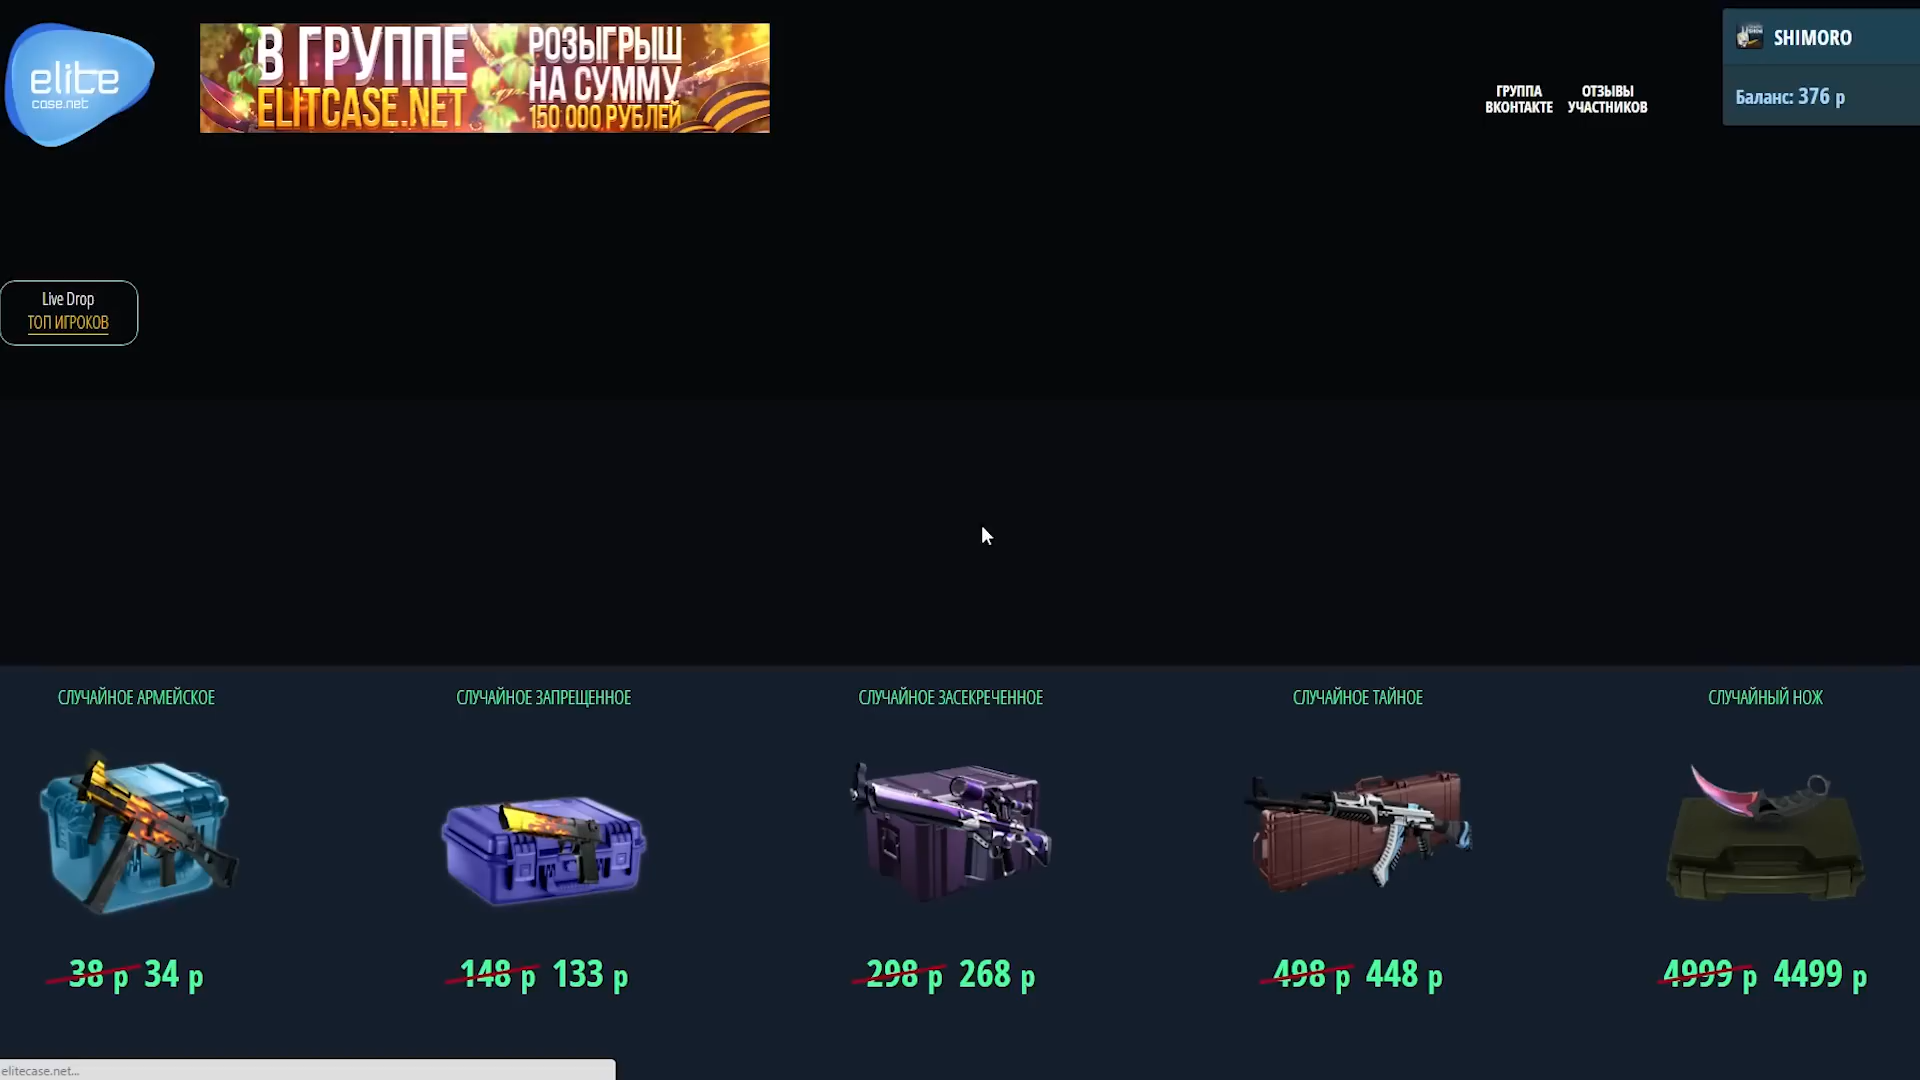 elite
case.net
В ГРУППЕ
ELITCASE.NET
РОЗЫГРЫШ
НА СУММУ
150 000 РУБЛЕЙ
ГРУППА
ВКОНТАКТЕ
ОТЗЫВЫ
УЧАСТНИКОВ
SHIMORO
Баланс: 376 р
Live Drop
ТОП ИГРОКОВ
СЛУЧАЙНОЕ АРМЕЙСКОЕ
СЛУЧАЙНОЕ ЗАПРЕЩЕННОЕ
СЛУЧАЙНОЕ ЗАСЕКРЕЧЕННОЕ
СЛУЧАЙНОЕ ТАЙНОЕ
СЛУЧАЙНЫЙ НОЖ
38 р 34 р
148 р 133 р
298 р 268 р
498 р 448 р
4999 р 4499 р
elitecase.net...